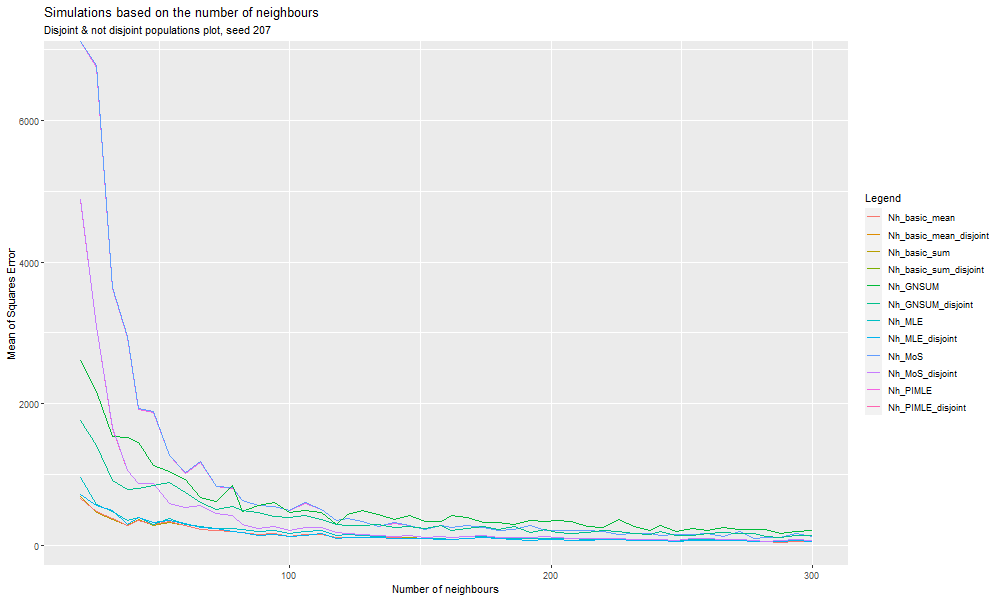 Simulations based on the number of neighbours
Disjoint & not disjoint populations plot, seed 207
Mean of Squares Error
6000
4000
2000
0
100
200
300
Number of neighbours
Legend
Nh_basic_mean
Nh_basic_mean_disjoint
Nh_basic_sum
Nh_basic_sum_disjoint
Nh_GNSUM
Nh_GNSUM_disjoint
Nh_MLE
Nh_MLE_disjoint
Nh_MoS
Nh_MoS_disjoint
Nh_PIMLE
Nh_PIMLE_disjoint